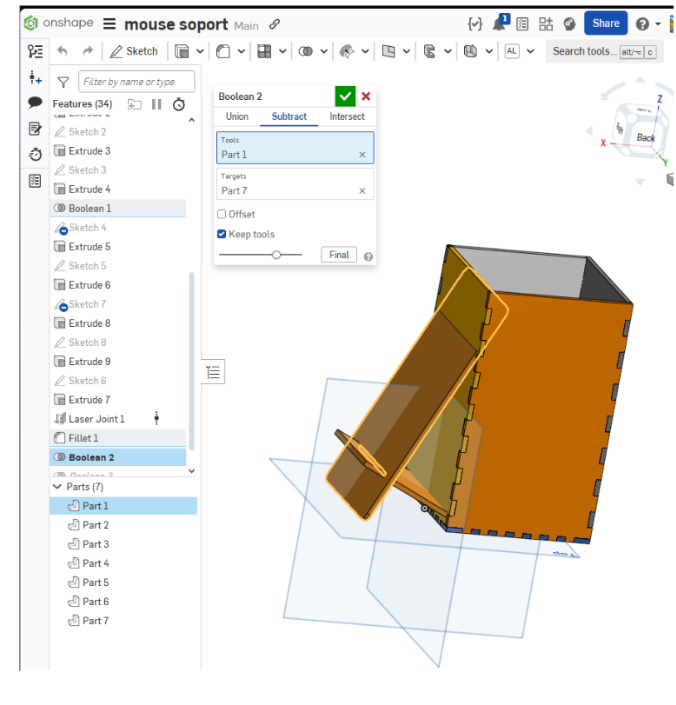 onshape mouse soport Main
Share
Sketch
AL
Search tools... alt/⌥ c
Filter by name or type
Features (34)
Sketch 2
Extrude 3
Sketch 3
Extrude 4
Boolean 1
Sketch 4
Extrude 5
Sketch 5
Extrude 6
Sketch 7
Extrude 8
Sketch 8
Extrude 9
Sketch 6
Extrude 7
Laser Joint 1
Fillet 1
Boolean 2
Parts (7)
Part 1
Part 2
Part 3
Part 4
Part 5
Part 6
Part 7
Boolean 2
Union Subtract Intersect
Tools
Part 1
Targets
Part 7
Offset
Keep tools
Final
Z
Back
X
Y
1